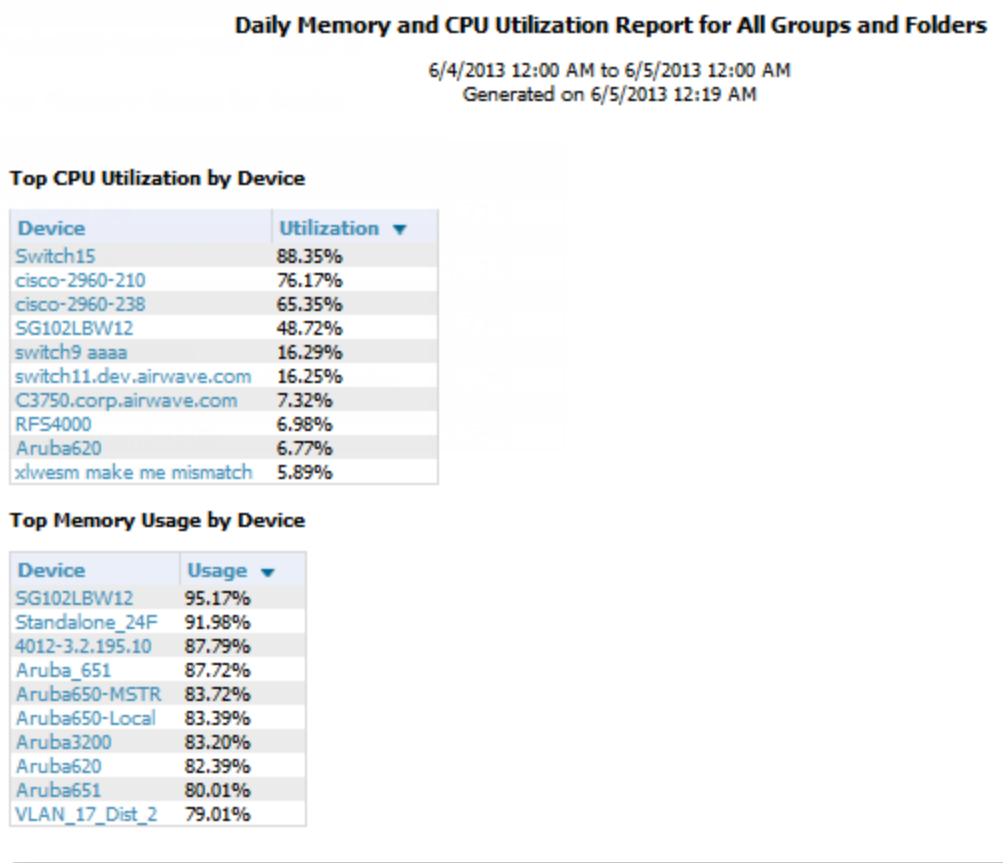 Daily Memory and CPU Utilization Report for All Groups and Folders
6/4/2013 12:00 AM to 6/5/2013 12:00 AM
Generated on 6/5/2013 12:19 AM
Top CPU Utilization by Device
Device Utilization ▼
Switch15 88.35%
cisco-2960-210 76.17%
cisco-2960-238 65.35%
SG102LBW12 48.72%
switch9 aaaa 16.29%
switch11.dev.airwave.com 16.25%
C3750.corp.airwave.com 7.32%
RFS4000 6.98%
Aruba620 6.77%
xlwesm make me mismatch 5.89%
Top Memory Usage by Device
Device Usage ▼
SG102LBW12 95.17%
Standalone_24F 91.98%
4012-3.2.195.10 87.79%
Aruba_651 87.72%
Aruba650-MSTR 83.72%
Aruba650-Local 83.39%
Aruba3200 83.20%
Aruba620 82.39%
Aruba651 80.01%
VLAN_17_Dist_2 79.01%